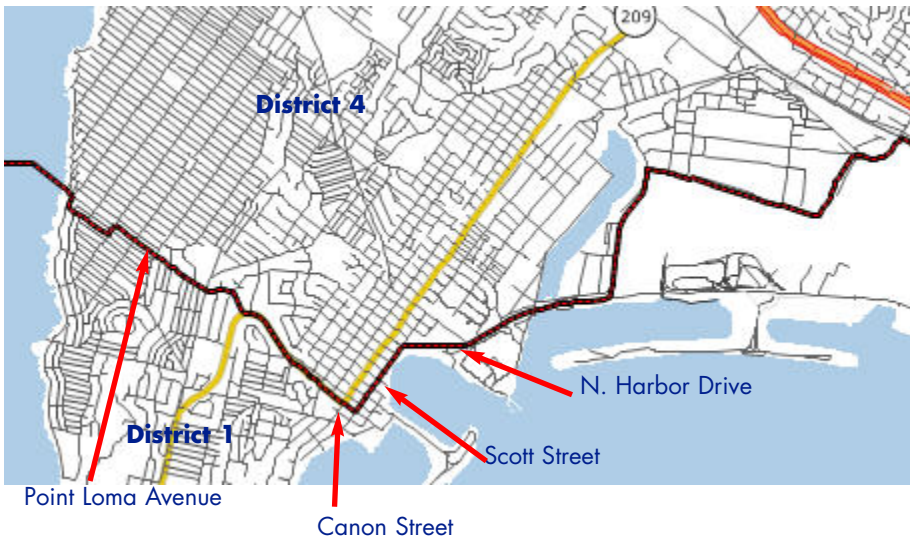 209
District 4
N. Harbor Drive
District 1
Scott Street
Point Loma Avenue
Canon Street